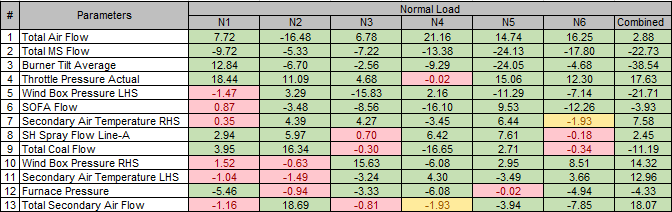 # Parameters Normal Load
N1 N2 N3 N4 N5 N6 Combined
1 Total Air Flow 7.72 -16.48 6.78 21.16 14.74 16.25 2.88
2 Total MS Flow -9.72 -5.33 -7.22 -13.38 -24.13 -17.80 -22.73
3 Burner Tilt Average 12.84 -6.70 -2.56 -9.29 -24.05 -4.68 -38.54
4 Throttle Pressure Actual 18.44 11.09 4.68 -0.02 15.06 12.30 17.63
5 Wind Box Pressure LHS -1.47 3.29 -15.83 2.16 -11.29 -7.14 -21.71
6 SOFA Flow 0.87 -3.48 -8.56 -16.10 9.53 -12.26 -3.93
7 Secondary Air Temperature RHS 0.35 4.39 4.27 -3.45 6.44 -1.93 7.58
8 SH Spray Flow Line-A 2.94 5.97 0.70 6.42 7.61 -0.18 2.45
9 Total Coal Flow 3.95 16.34 -0.30 -16.65 2.71 -0.34 -11.19
10 Wind Box Pressure RHS 1.52 -0.63 15.63 -6.08 2.95 8.51 14.32
11 Secondary Air Temperature LHS -1.04 -1.49 -3.24 4.30 -3.49 3.66 12.96
12 Furnace Pressure -5.46 -0.94 -3.33 -6.08 -0.02 -4.94 -4.33
13 Total Secondary Air Flow -1.16 18.69 -0.81 -1.93 -3.94 -7.85 18.07